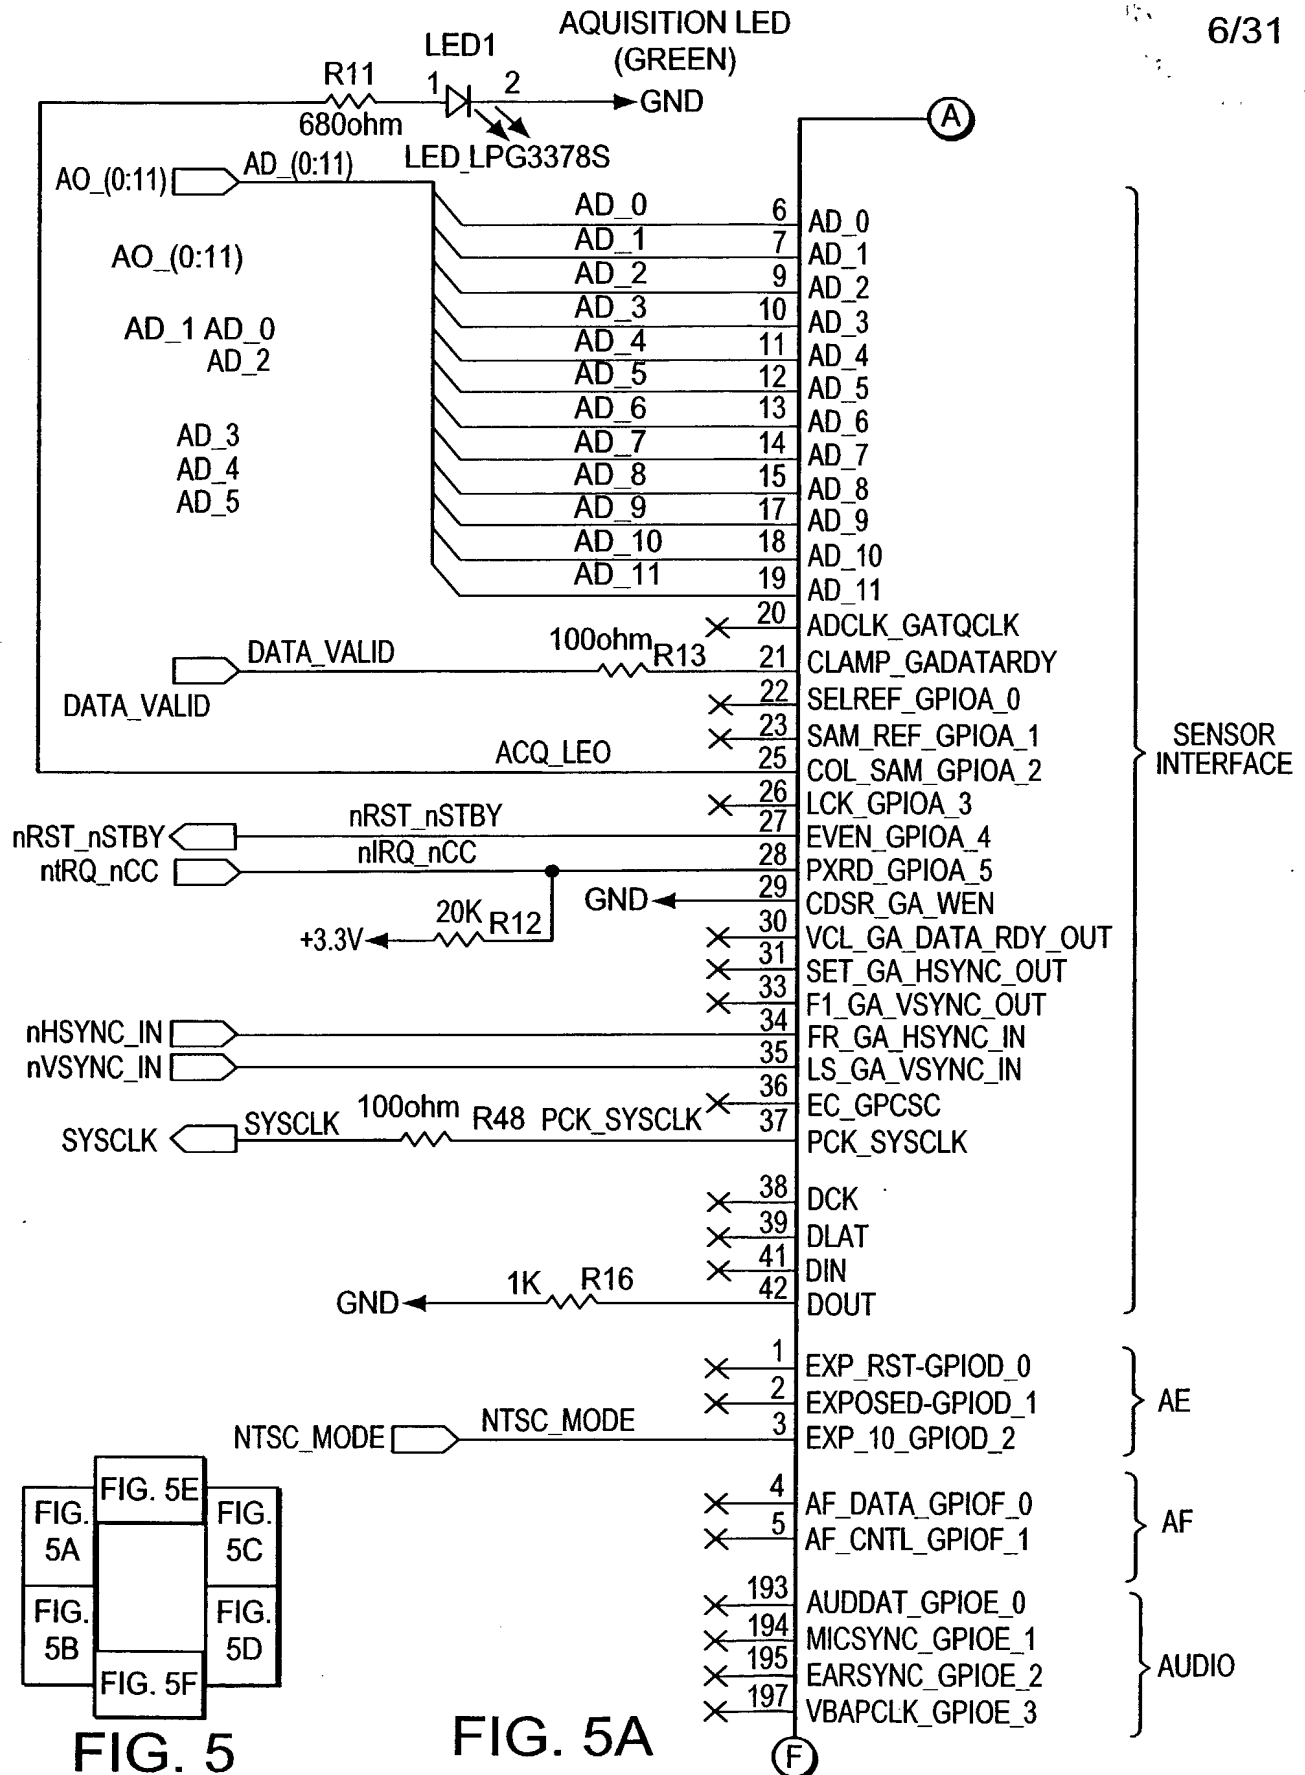 6/31
AQUISITION LED
(GREEN)
LED1
R11
1
2
GND
680ohm
LED_LPG3378S
A
AO_(0:11)
AD_(0:11)
AO_(0:11)
AD_1 AD_0
AD_2
AD_3
AD_4
AD_5
AD_0 6 AD_0
AD_1 7 AD_1
AD_2 9 AD_2
AD_3 10 AD_3
AD_4 11 AD_4
AD_5 12 AD_5
AD_6 13 AD_6
AD_7 14 AD_7
AD_8 15 AD_8
AD_9 17 AD_9
AD_10 18 AD_10
AD_11 19 AD_11
20 ADCLK_GATQCLK
DATA_VALID 100ohm R13 21 CLAMP_GADATARDY
DATA_VALID
22 SELREF_GPIOA_0
23 SAM_REF_GPIOA_1
SENSOR
INTERFACE
ACQ_LEO 25 COL_SAM_GPIOA_2
26 LCK_GPIOA_3
nRST_nSTBY nRST_nSTBY 27 EVEN_GPIOA_4
ntRQ_nCC nIRQ_nCC 28 PXRD_GPIOA_5
GND 29 CDSR_GA_WEN
+3.3V 20K R12 30 VCL_GA_DATA_RDY_OUT
31 SET_GA_HSYNC_OUT
33 F1_GA_VSYNC_OUT
nHSYNC_IN 34 FR_GA_HSYNC_IN
nVSYNC_IN 35 LS_GA_VSYNC_IN
36 EC_GPCSC
SYSCLK SYSCLK 100ohm R48 PCK_SYSCLK 37 PCK_SYSCLK
38 DCK
39 DLAT
41 DIN
GND 1K R16 42 DOUT
1 EXP_RST-GPIOD_0
2 EXPOSED-GPIOD_1
AE
NTSC_MODE NTSC_MODE 3 EXP_10_GPIOD_2
4 AF_DATA_GPIOF_0
AF
5 AF_CNTL_GPIOF_1
193 AUDDAT_GPIOE_0
194 MICSYNC_GPIOE_1
195 EARSYNC_GPIOE_2
AUDIO
197 VBAPCLK_GPIOE_3
F
FIG. 5E
FIG.
5A
FIG.
5C
FIG.
5B
FIG.
5D
FIG. 5F
FIG. 5
FIG. 5A